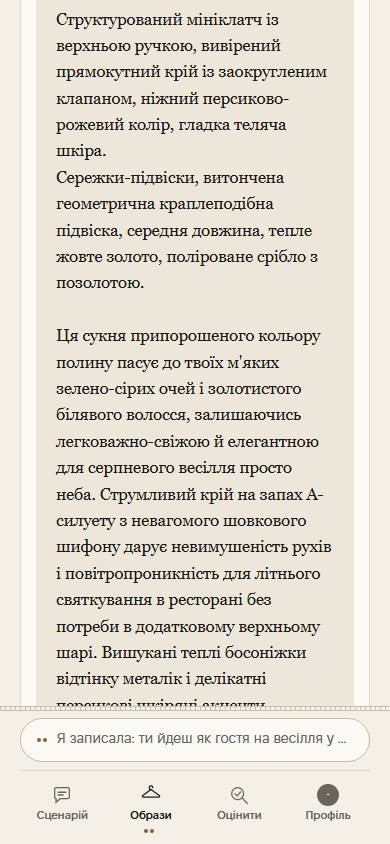 Структурований мініклатч із
верхньою ручкою, вивірений
прямокутний крій із заокругленим
клапаном, ніжний персиково-
рожевий колір, гладка теляча
шкіра.
Сережки-підвіски, витончена
геометрична краплеподібна
підвіска, середня довжина, тепле
жовте золото, поліроване срібло з
позолотою.
Ця сукня припорошеного кольору
полину пасує до твоїх м'яких
зелено-сірих очей і золотистого
білявого волосся, залишаючись
легковажно-свіжою й елегантною
для серпневого весілля просто
неба. Струмливий крій на запах А-
силуету з невагомого шовкового
шифону дарує невимушеність рухів
і повітропроникність для літнього
святкування в ресторані без
потреби в додатковому верхньому
шарі. Вишукані теплі босоніжки
відтінку металік і делікатні
персикові шкіряні акценти
Я записала: ти йдеш як гостя на весілля у ...
Сценарій
Образи
Оцінити
Профіль